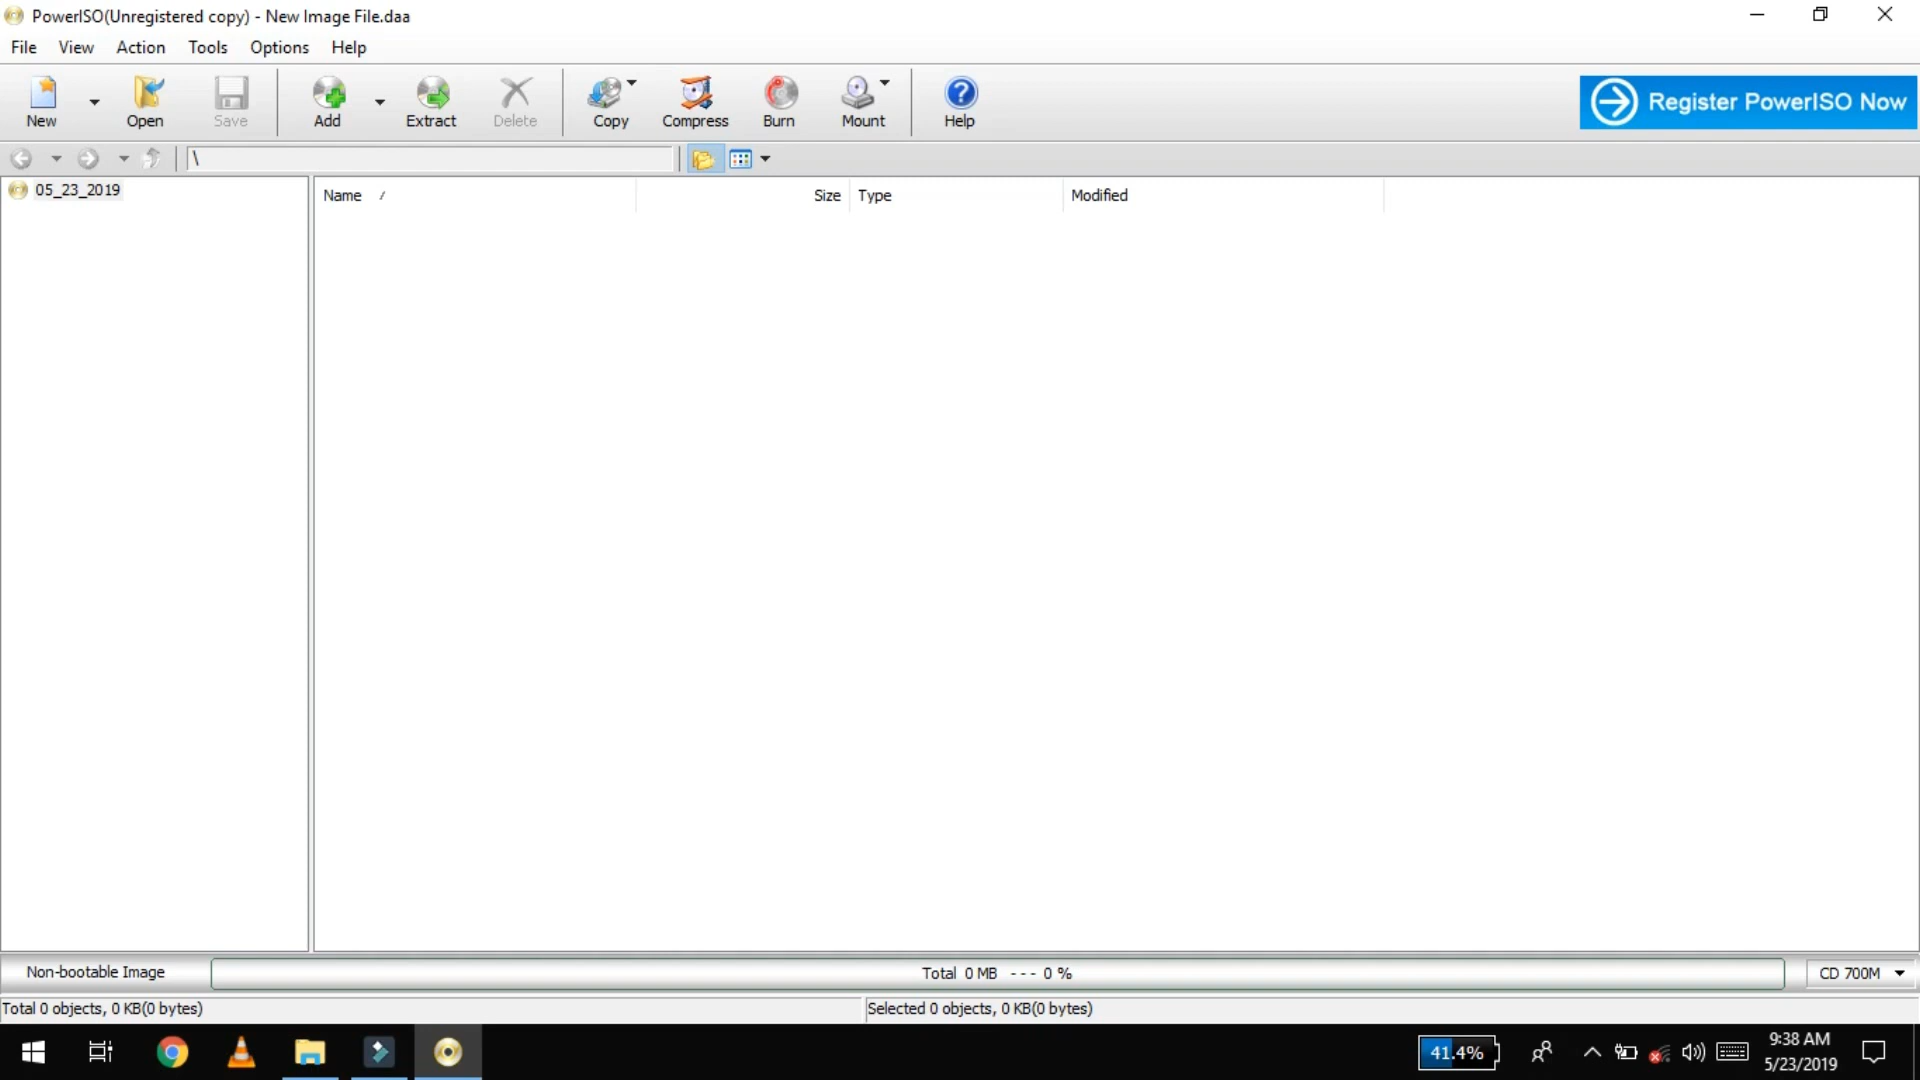 PowerISO(Unregistered copy) - New Image File.daa
File View Action Tools Options Help
New Open Save Add Extract Delete Copy Compress Burn Mount Help Register PowerISO Now
\
05_23_2019
Name / Size Type Modified
Non-bootable Image Total 0 MB --- 0 % CD 700M
Total 0 objects, 0 KB(0 bytes) Selected 0 objects, 0 KB(0 bytes)
41.4% 9:38 AM
5/23/2019